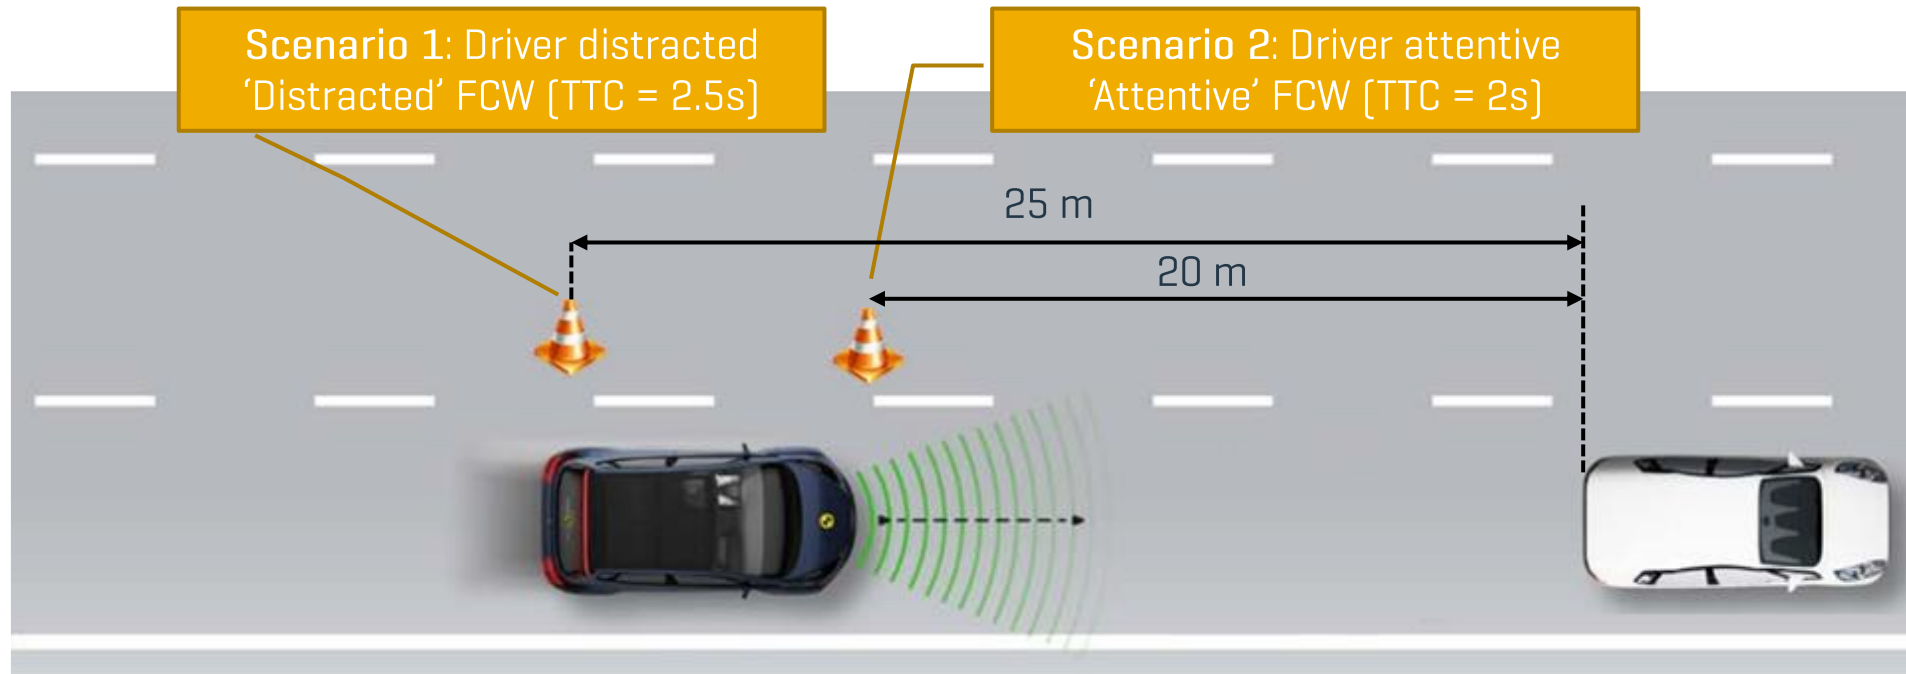 Scenario 1: Driver distracted
‘Distracted’ FCW (TTC = 2.5s)
Scenario 2: Driver attentive
‘Attentive’ FCW (TTC = 2s)
25 m
20 m